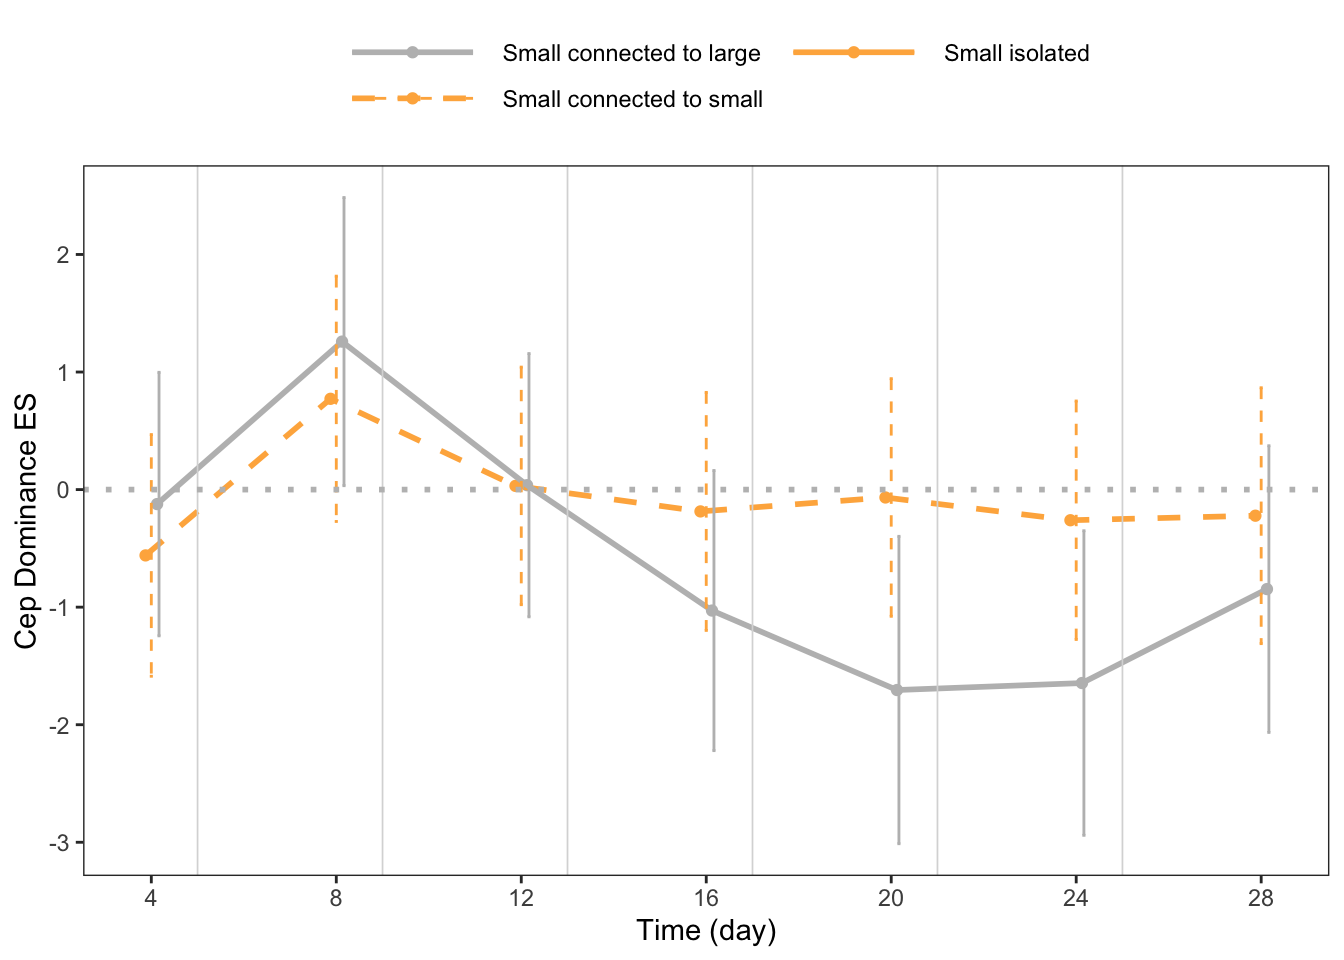 Small connected to large Small isolated
Small connected to small
Cep Dominance ES
2
1
0
-1
-2
-3
4 8 12 16 20 24 28
Time (day)